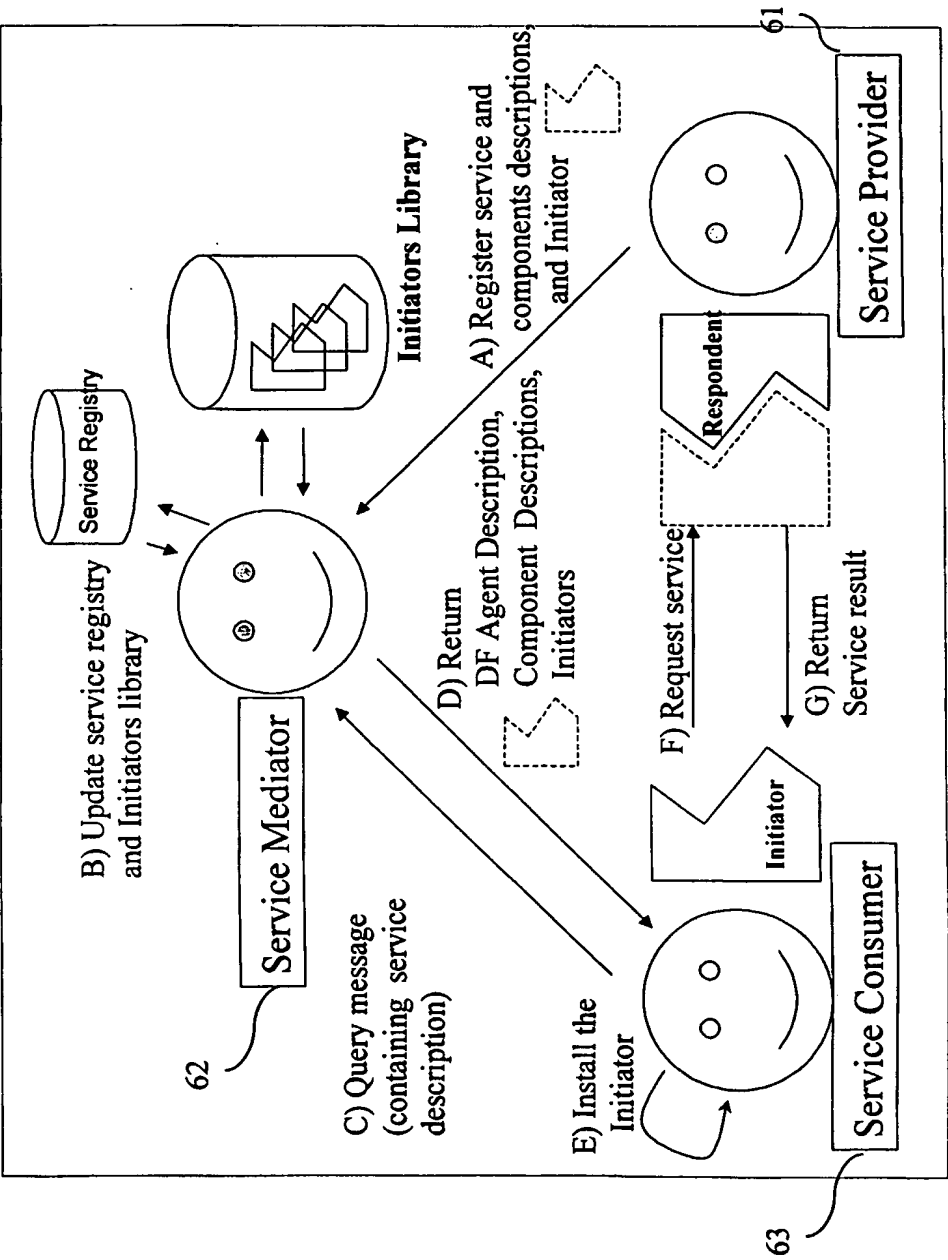 B) Update service registry
and Initiators library
Service Registry
Initiators Library
62
Service Mediator
C) Query message
(containing service
description)
D) Return
DF Agent Description,
Component Descriptions,
Initiators
A) Register service and
components descriptions,
and Initiator
E) Install the
Initiator
Initiator
F) Request service
G) Return
Service result
Respondent
61
Service Provider
63
Service Consumer